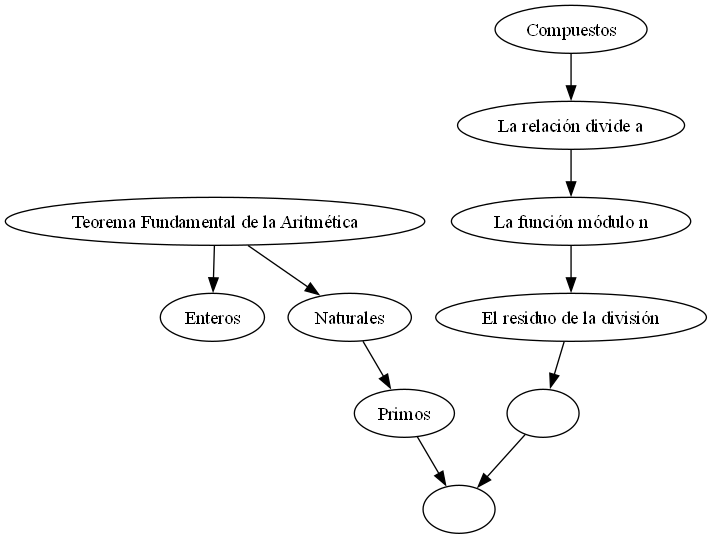 Compuestos
La relación divide a
Teorema Fundamental de la Aritmética
La función módulo n
Enteros
Naturales
El residuo de la división
Primos